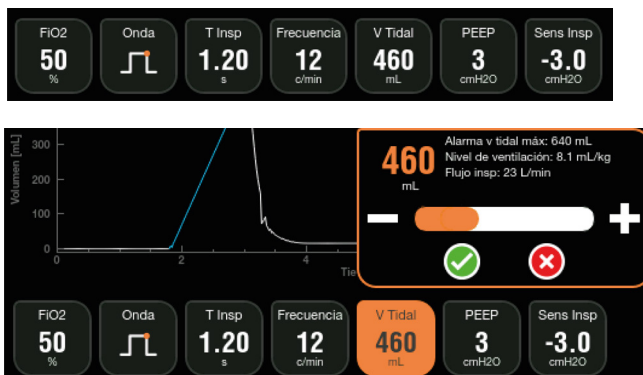 FiO2 Onda T Insp Frecuencia V Tidal PEEP Sens Insp
50 1.20 12 460 3 -3.0
% s c/min mL cmH2O cmH2O
Alarma v tidal máx: 640 mL
460 Nivel de ventilación: 8.1 mL/kg
mL Flujo insp: 23 L/min
Volumen [mL]
300
200
100
0
0 2 4
Tie
FiO2 Onda T Insp Frecuencia V Tidal PEEP Sens Insp
50 1.20 12 460 3 -3.0
% s c/min mL cmH2O cmH2O